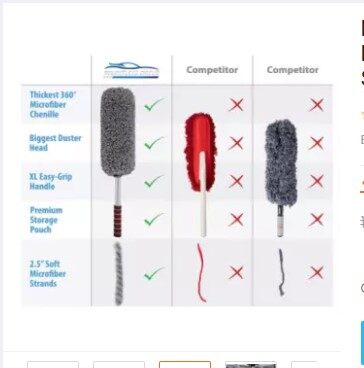 Competitor
Competitor
Thickest 360°
Microfiber
Chenille
Biggest Duster
Head
XL Easy-Grip
Handle
Premium
Storage
Pouch
2.5" Soft
Microfiber
Strands